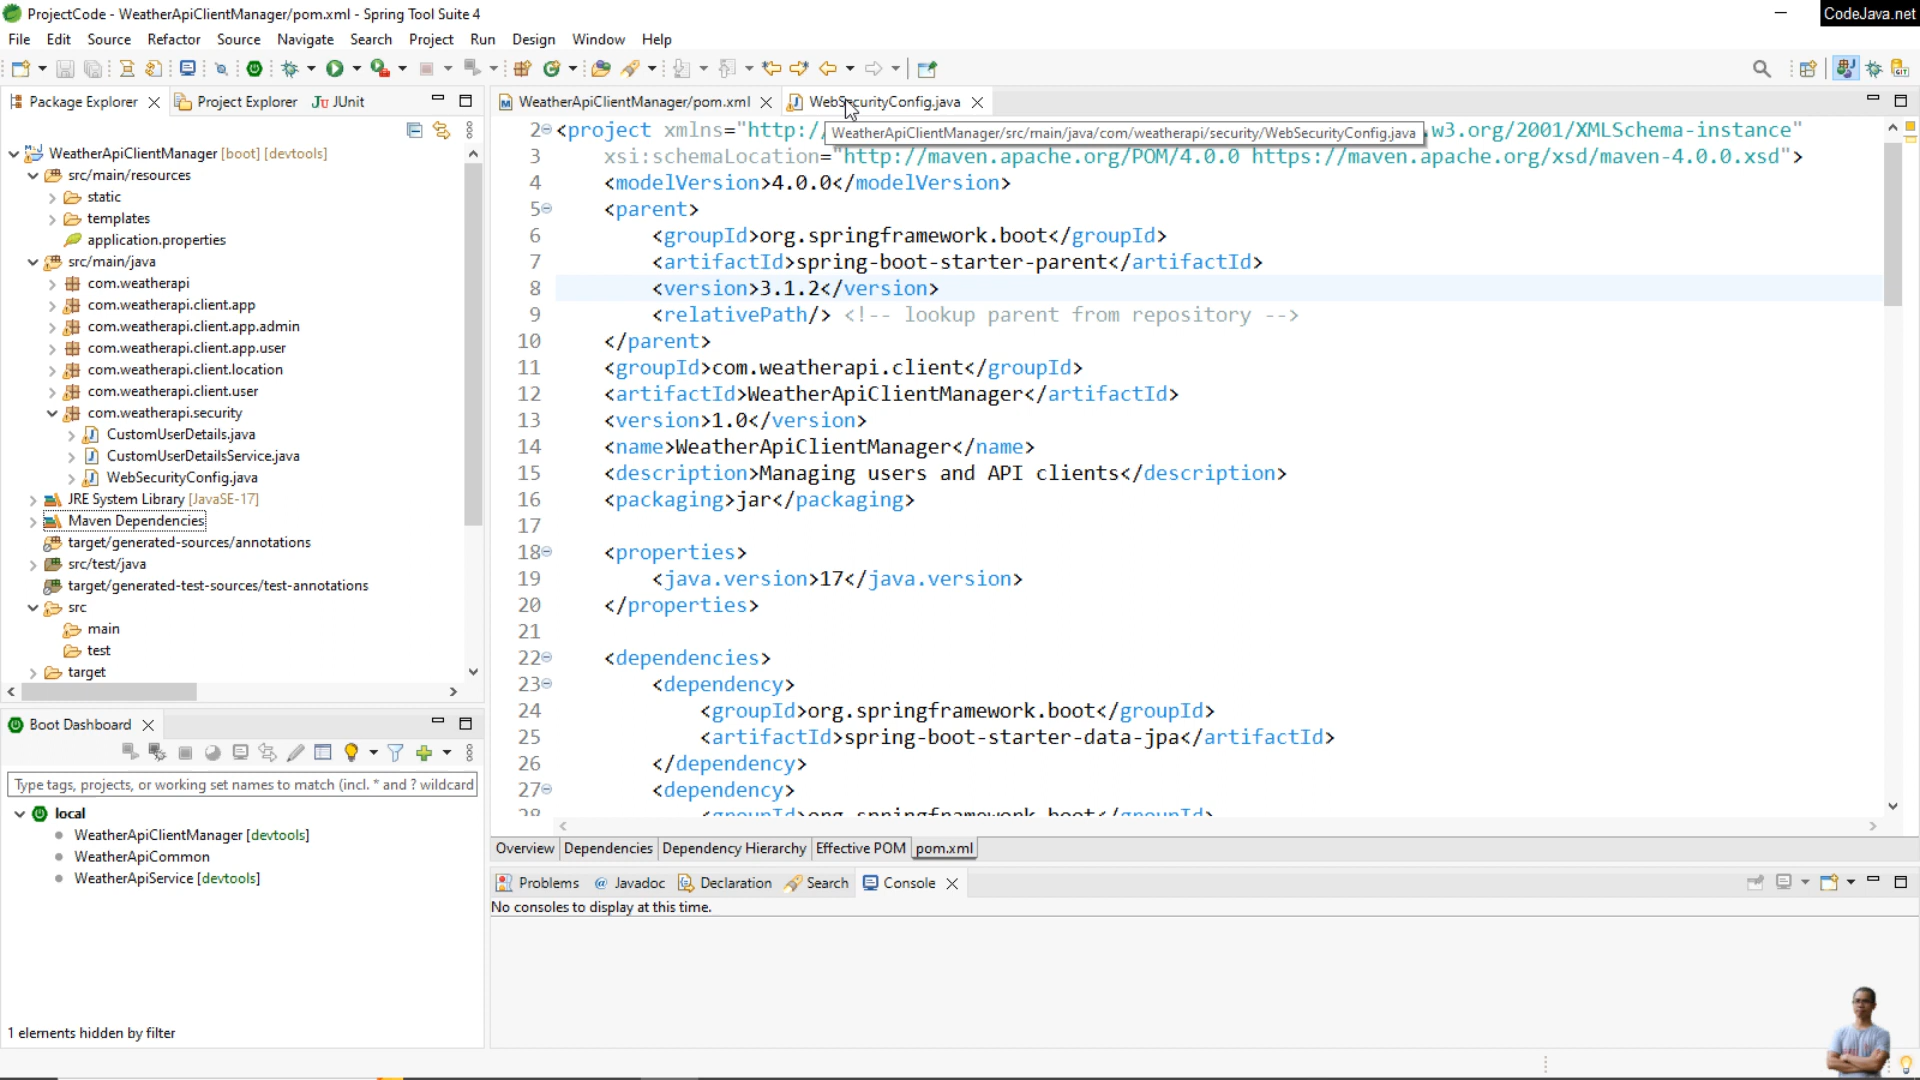 ProjectCode - WeatherApiClientManager/pom.xml - Spring Tool Suite 4
CodeJava.net
File Edit Source Refactor Source Navigate Search Project Run Design Window Help
Package Explorer Project Explorer JUnit
WeatherApiClientManager [boot] [devtools]
src/main/resources
static
templates
application.properties
src/main/java
com.weatherapi
com.weatherapi.client.app
com.weatherapi.client.app.admin
com.weatherapi.client.app.user
com.weatherapi.client.location
com.weatherapi.client.user
com.weatherapi.security
CustomUserDetails.java
CustomUserDetailsService.java
WebSecurityConfig.java
JRE System Library [JavaSE-17]
Maven Dependencies
target/generated-sources/annotations
src/test/java
target/generated-test-sources/test-annotations
src
main
test
target
Boot Dashboard
Type tags, projects, or working set names to match (incl. * and ? wildcard
local
WeatherApiClientManager [devtools]
WeatherApiCommon
WeatherApiService [devtools]
1 elements hidden by filter
WeatherApiClientManager/pom.xml WebSecurityConfig.java
WeatherApiClientManager/src/main/java/com/weatherapi/security/WebSecurityConfig.java
2 <project xmlns="http:/ w3.org/2001/XMLSchema-instance"
3 xsi:schemaLocation="http://maven.apache.org/POM/4.0.0 https://maven.apache.org/xsd/maven-4.0.0.xsd">
4 <modelVersion>4.0.0</modelVersion>
5 <parent>
6 <groupId>org.springframework.boot</groupId>
7 <artifactId>spring-boot-starter-parent</artifactId>
8 <version>3.1.2</version>
9 <relativePath/> <!-- lookup parent from repository -->
10 </parent>
11 <groupId>com.weatherapi.client</groupId>
12 <artifactId>WeatherApiClientManager</artifactId>
13 <version>1.0</version>
14 <name>WeatherApiClientManager</name>
15 <description>Managing users and API clients</description>
16 <packaging>jar</packaging>
17
18 <properties>
19 <java.version>17</java.version>
20 </properties>
21
22 <dependencies>
23 <dependency>
24 <groupId>org.springframework.boot</groupId>
25 <artifactId>spring-boot-starter-data-jpa</artifactId>
26 </dependency>
27 <dependency>
28 <groupId>org.springframework.boot</groupId>
Overview Dependencies Dependency Hierarchy Effective POM pom.xml
Problems Javadoc Declaration Search Console
No consoles to display at this time.